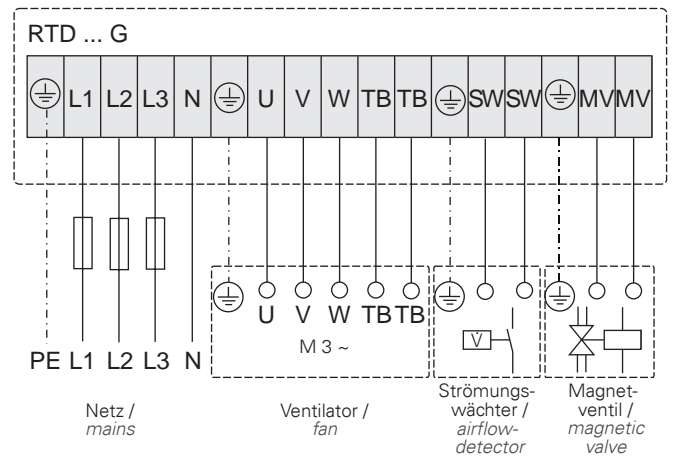 RTD ... G
L1 L2 L3 N U V W TB TB SW SW MV MV
U V W TB TB
M 3 ~
V̇
PE L1 L2 L3 N
Netz /
mains
Ventilator /
fan
Strömungs-
wächter /
airflow-
detector
Magnet-
ventil /
magnetic
valve